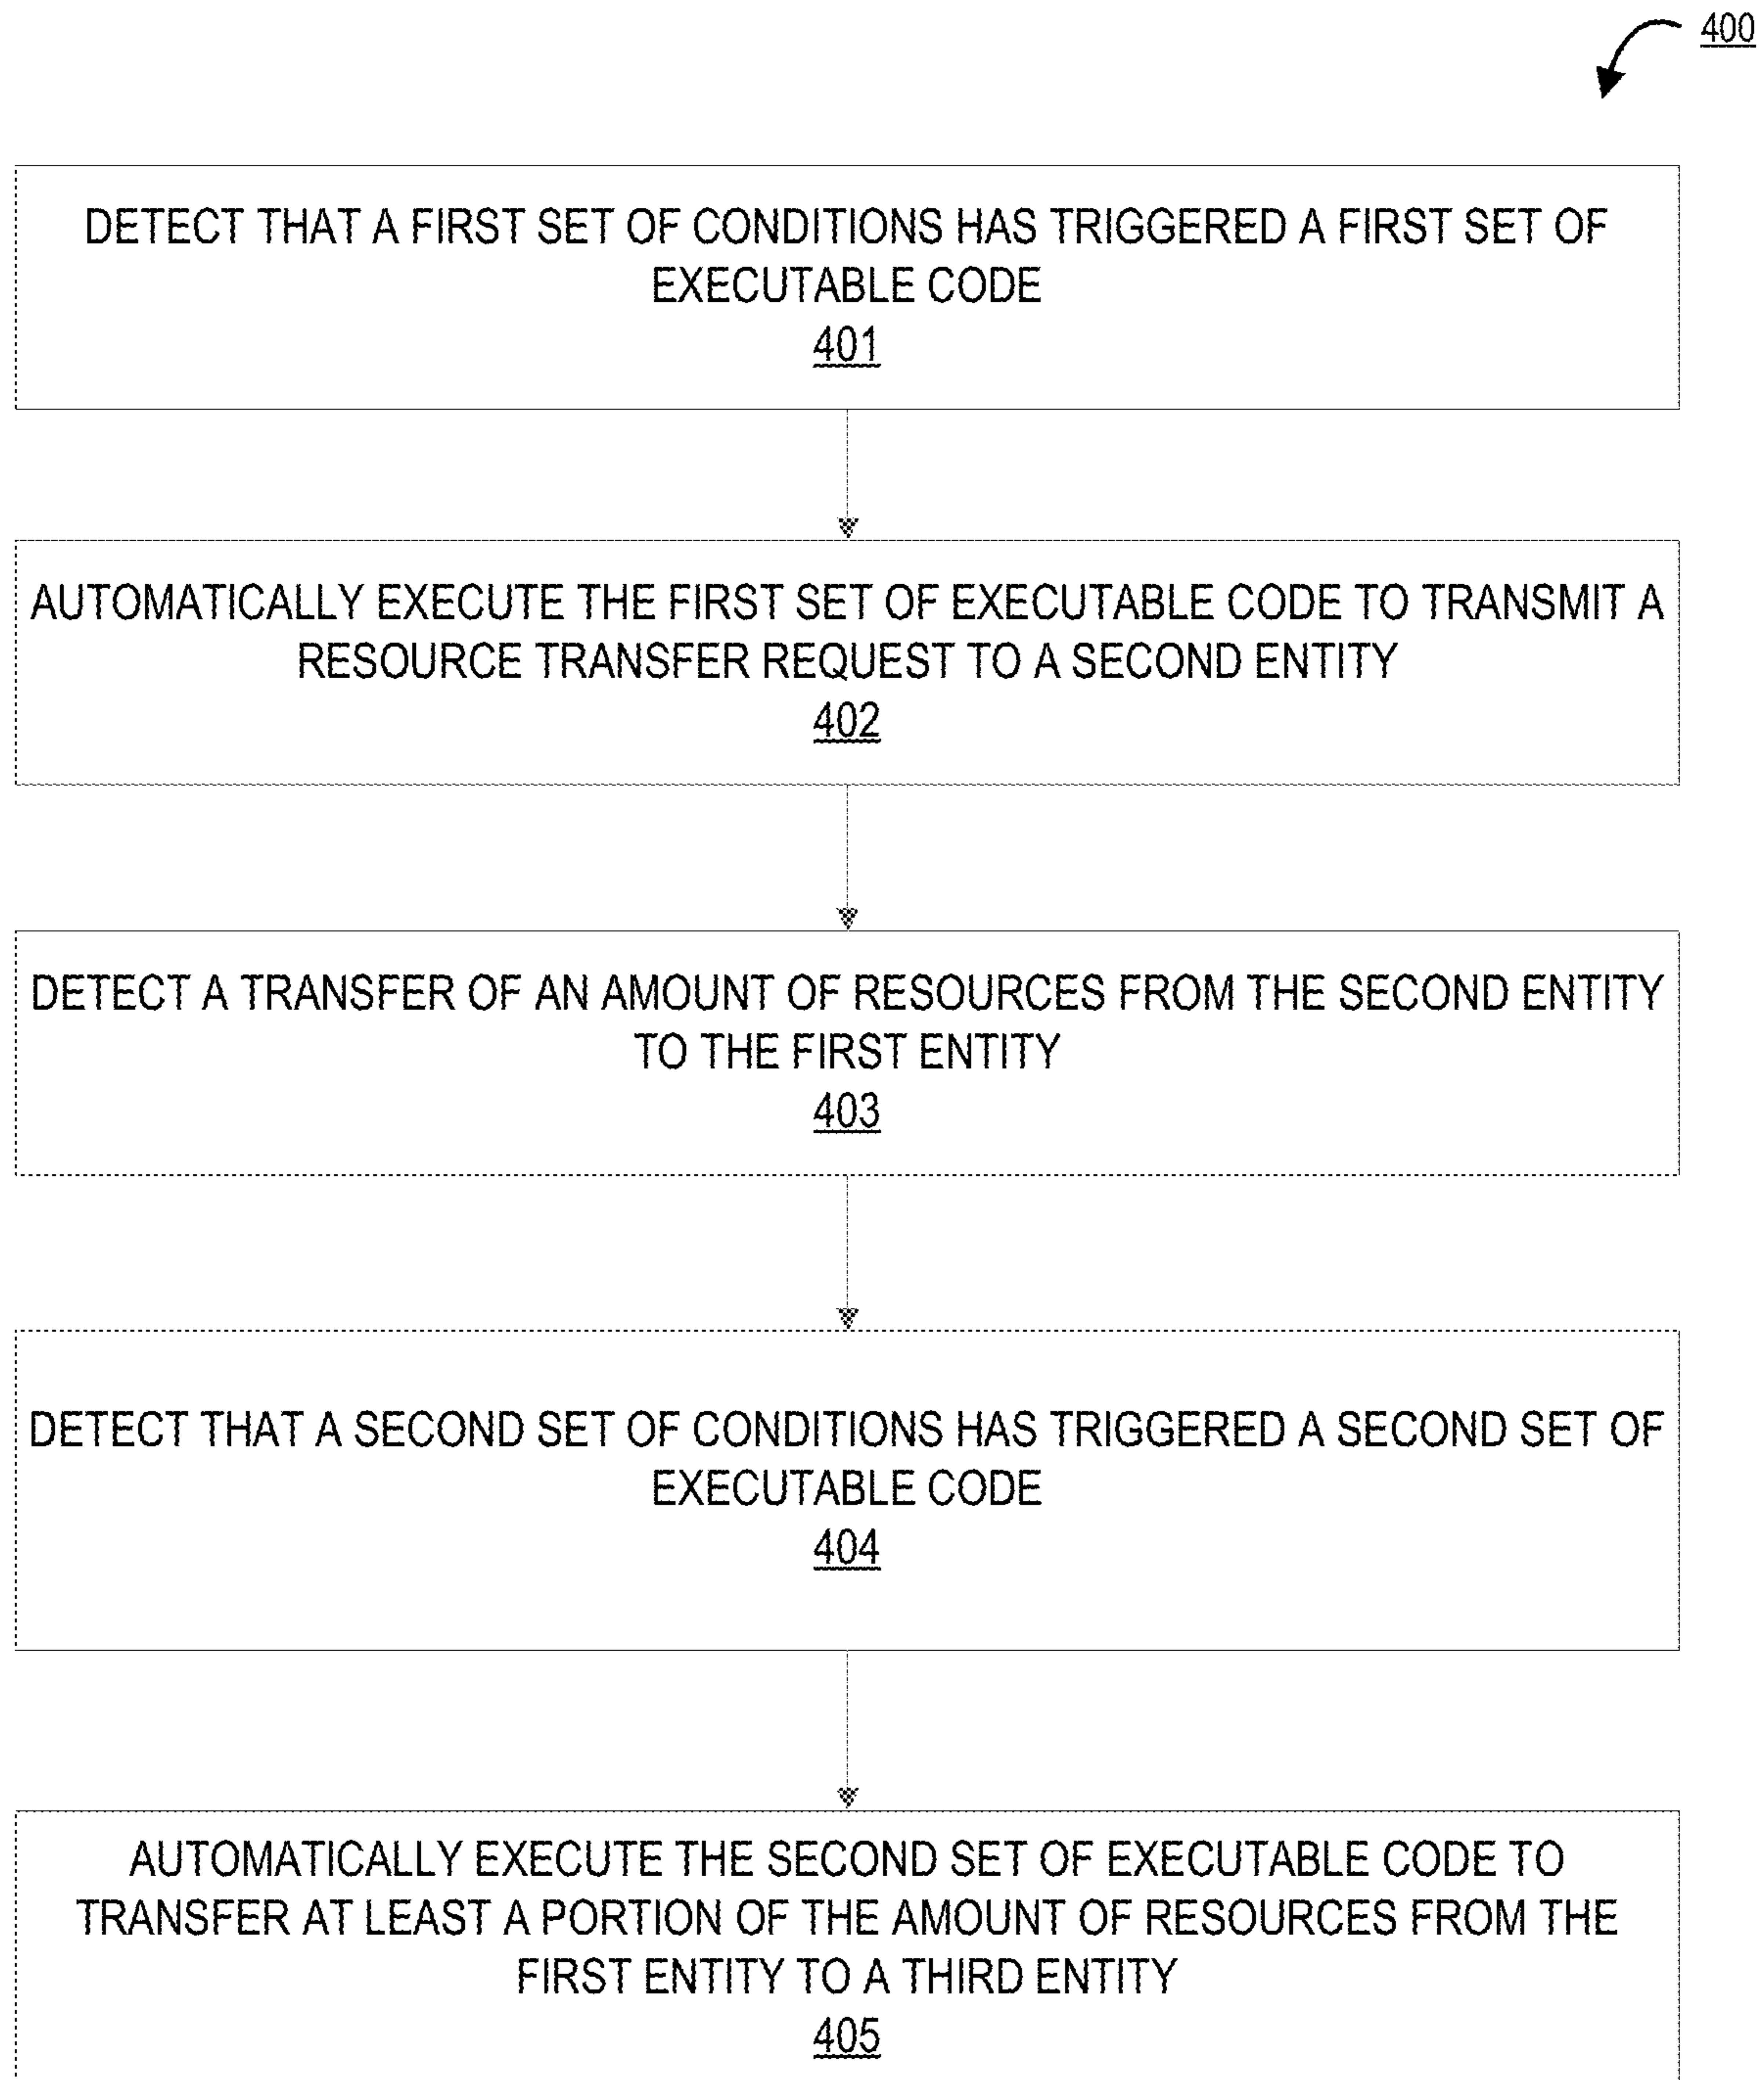 400
DETECT THAT A FIRST SET OF CONDITIONS HAS TRIGGERED A FIRST SET OF
EXECUTABLE CODE
401
AUTOMATICALLY EXECUTE THE FIRST SET OF EXECUTABLE CODE TO TRANSMIT A
RESOURCE TRANSFER REQUEST TO A SECOND ENTITY
402
DETECT A TRANSFER OF AN AMOUNT OF RESOURCES FROM THE SECOND ENTITY
TO THE FIRST ENTITY
403
DETECT THAT A SECOND SET OF CONDITIONS HAS TRIGGERED A SECOND SET OF
EXECUTABLE CODE
404
AUTOMATICALLY EXECUTE THE SECOND SET OF EXECUTABLE CODE TO
TRANSFER AT LEAST A PORTION OF THE AMOUNT OF RESOURCES FROM THE
FIRST ENTITY TO A THIRD ENTITY
405